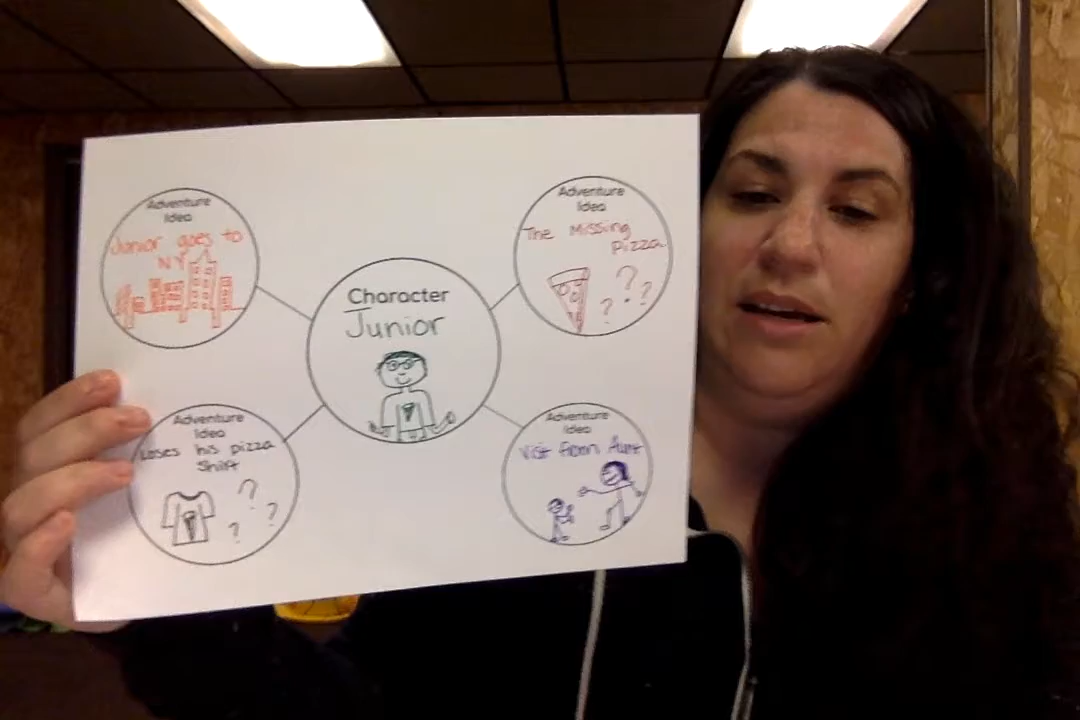 Adventure
Idea
Junior goes to
NY
Adventure
Idea
The Missing
Pizza
? ? ?
Character
Junior
Adventure
Idea
Loses his pizza
Shirt
? ? ?
Adventure
Idea
Visit from Aunt